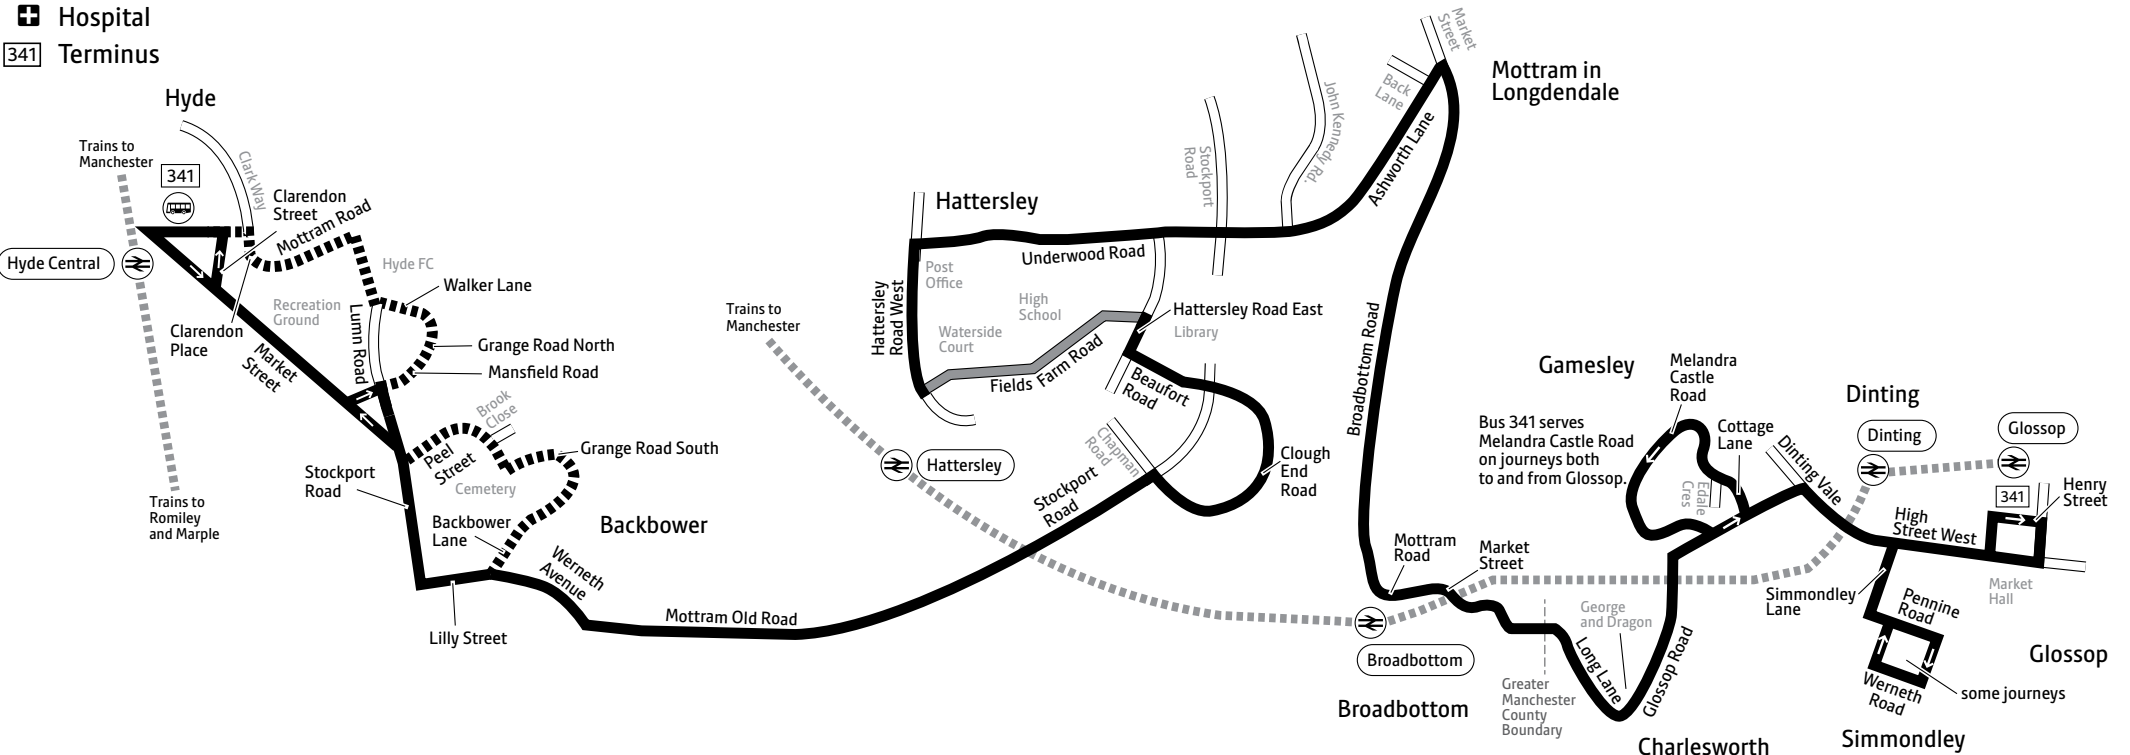 Hospital
341 Terminus
Hyde
Trains to
Manchester
341
Clark Way
Clarendon
Street
Mottram Road
Hyde Central
Hyde FC
Walker Lane
Recreation
Ground
Lumn Road
Clarendon
Place
Market
Street
Grange Road North
Mansfield Road
Brook
Close
Peel
Street
Grange Road South
Cemetery
Stockport
Road
Trains to
Romiley
and Marple
Backbower
Lane
Backbower
Werneth
Avenue
Lilly Street
Mottram Old Road
Trains to
Manchester
Hattersley
Hattersley
Hattersley
Road West
Post
Office
Underwood Road
High
School
Waterside
Court
Fields Farm Road
Hattersley Road East
Library
Beaufort
Road
Chapman
Road
Clough
End
Road
Stockport
Road
Stockport
Road
John Kennedy Rd.
Back
Lane
Market
Street
Ashworth Lane
Mottram in
Longdendale
Broadbottom Road
Mottram
Road
Market
Street
Broadbottom
Broadbottom
Greater
Manchester
County
Boundary
George
and Dragon
Long Lane
Glossop Road
Charlesworth
Gamesley
Bus 341 serves
Melandra Castle Road
on journeys both
to and from Glossop.
Melandra
Castle
Road
Cottage
Lane
Edale
Cres
Dinting Vale
Dinting
Dinting
Glossop
341
Henry
Street
High
Street West
Market
Hall
Simmondley
Lane
Pennine
Road
Werneth
Road
some journeys
Glossop
Simmondley